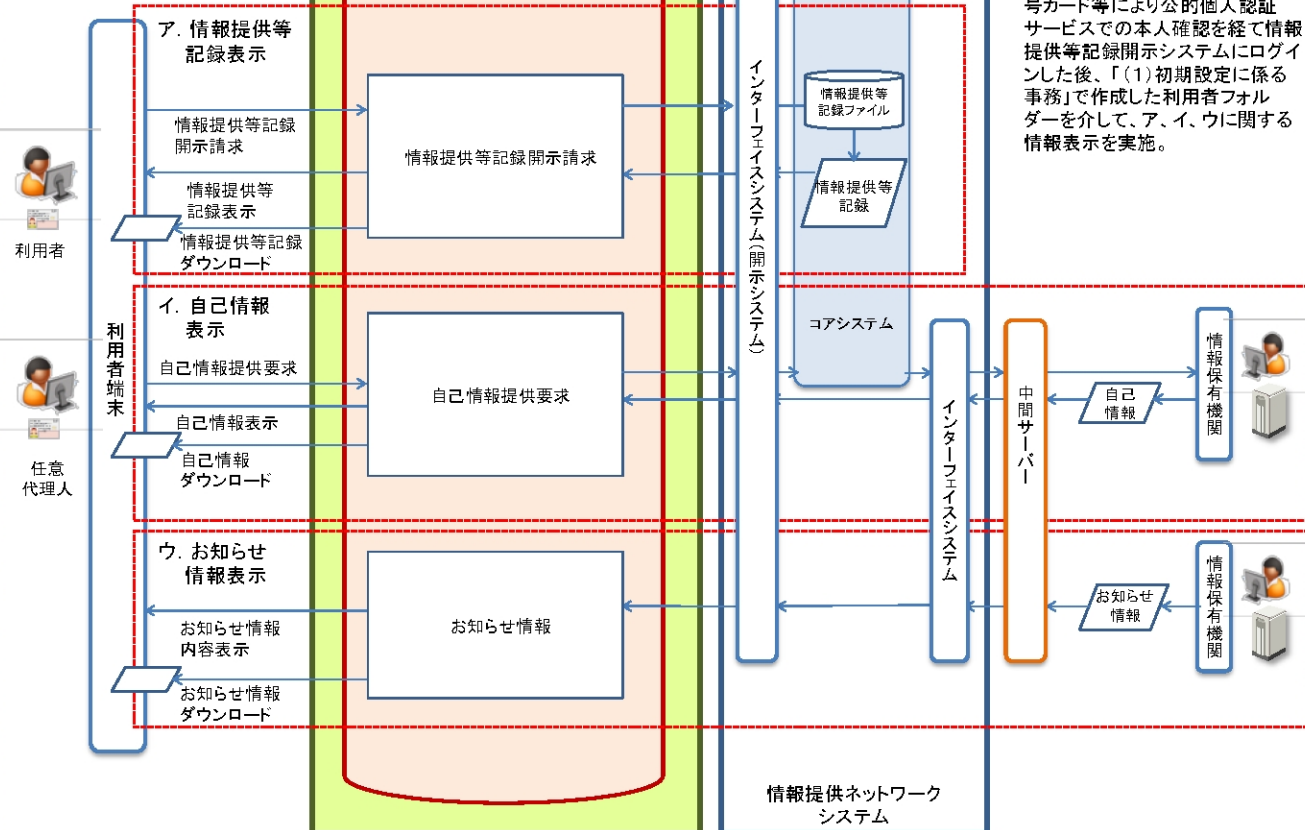 号カード等により公的個人認証
サービスでの本人確認を経て情報
提供等記録開示システムにログイ
ンした後、「(1)初期設定に係る
事務」で作成した利用者フォル
ダーを介して、ア、イ、ウに関する
情報表示を実施。
ア．情報提供等
記録表示
情報提供等記録
開示請求
情報提供等
記録表示
情報提供等記録
ダウンロード
情報提供等記録開示請求
インターフェイスシステム(開示システム)
情報提供等
記録ファイル
情報提供等
記録
コアシステム
利用者
任意
代理人
利用者端末
イ．自己情報
表示
自己情報提供要求
自己情報表示
自己情報
ダウンロード
自己情報提供要求
インターフェイスシステム
中間サーバー
自己
情報
情報保有機関
ウ．お知らせ
情報表示
お知らせ情報
内容表示
お知らせ情報
ダウンロード
お知らせ情報
お知らせ
情報
情報保有機関
情報提供ネットワーク
システム